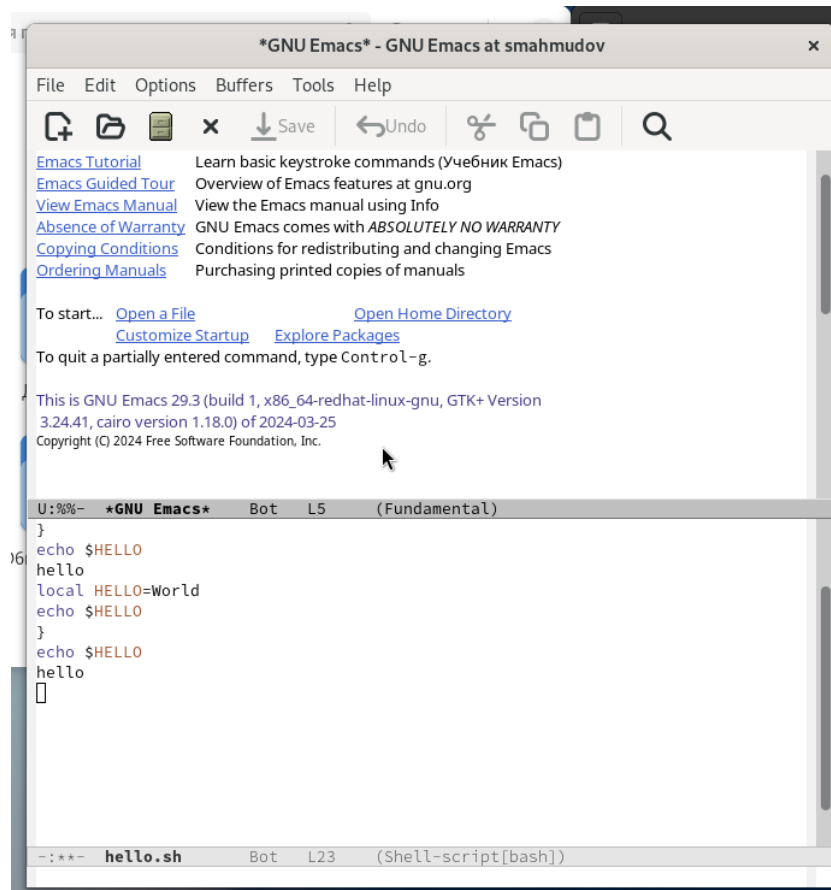 *GNU Emacs* - GNU Emacs at smahmudov
File Edit Options Buffers Tools Help
Save Undo
Emacs Tutorial Learn basic keystroke commands (Учебник Emacs)
Emacs Guided Tour Overview of Emacs features at gnu.org
View Emacs Manual View the Emacs manual using Info
Absence of Warranty GNU Emacs comes with ABSOLUTELY NO WARRANTY
Copying Conditions Conditions for redistributing and changing Emacs
Ordering Manuals Purchasing printed copies of manuals
To start... Open a File Open Home Directory
Customize Startup Explore Packages
To quit a partially entered command, type Control-g.
This is GNU Emacs 29.3 (build 1, x86_64-redhat-linux-gnu, GTK+ Version
3.24.41, cairo version 1.18.0) of 2024-03-25
Copyright (C) 2024 Free Software Foundation, Inc.
U:%%- *GNU Emacs* Bot L5 (Fundamental)
}
echo $HELLO
hello
local HELLO=World
echo $HELLO
}
echo $HELLO
hello
-:**- hello.sh Bot L23 (Shell-script[bash])